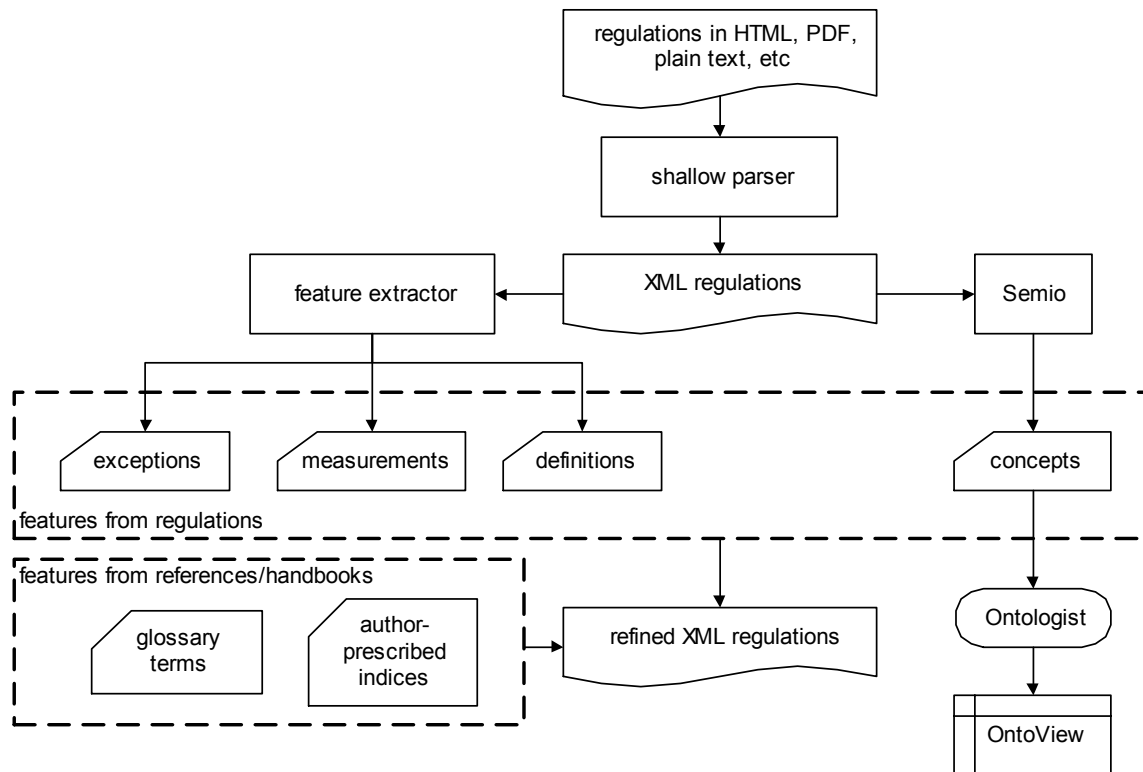 regulations in HTML, PDF,
plain text, etc
shallow parser
feature extractor
XML regulations
Semio
exceptions
measurements
definitions
concepts
features from regulations
features from references/handbooks
glossary
terms
author-
prescribed
indices
refined XML regulations
Ontologist
OntoView